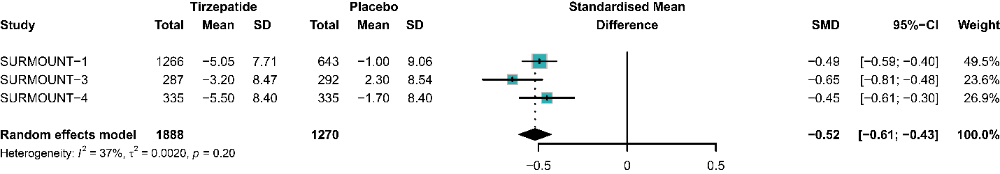 Tirzepatide Placebo Standardised Mean
Study Total Mean SD Total Mean SD Difference SMD 95%−CI Weight
SURMOUNT−1 1266 −5.05 7.71 643 −1.00 9.06 −0.49 [−0.59; −0.40] 49.5%
SURMOUNT−3 287 −3.20 8.47 292 2.30 8.54 −0.65 [−0.81; −0.48] 23.6%
SURMOUNT−4 335 −5.50 8.40 335 −1.70 8.40 −0.45 [−0.61; −0.30] 26.9%
Random effects model 1888 1270 −0.52 [−0.61; −0.43] 100.0%
Heterogeneity: I² = 37%, τ² = 0.0020, p = 0.20
−0.5 0 0.5